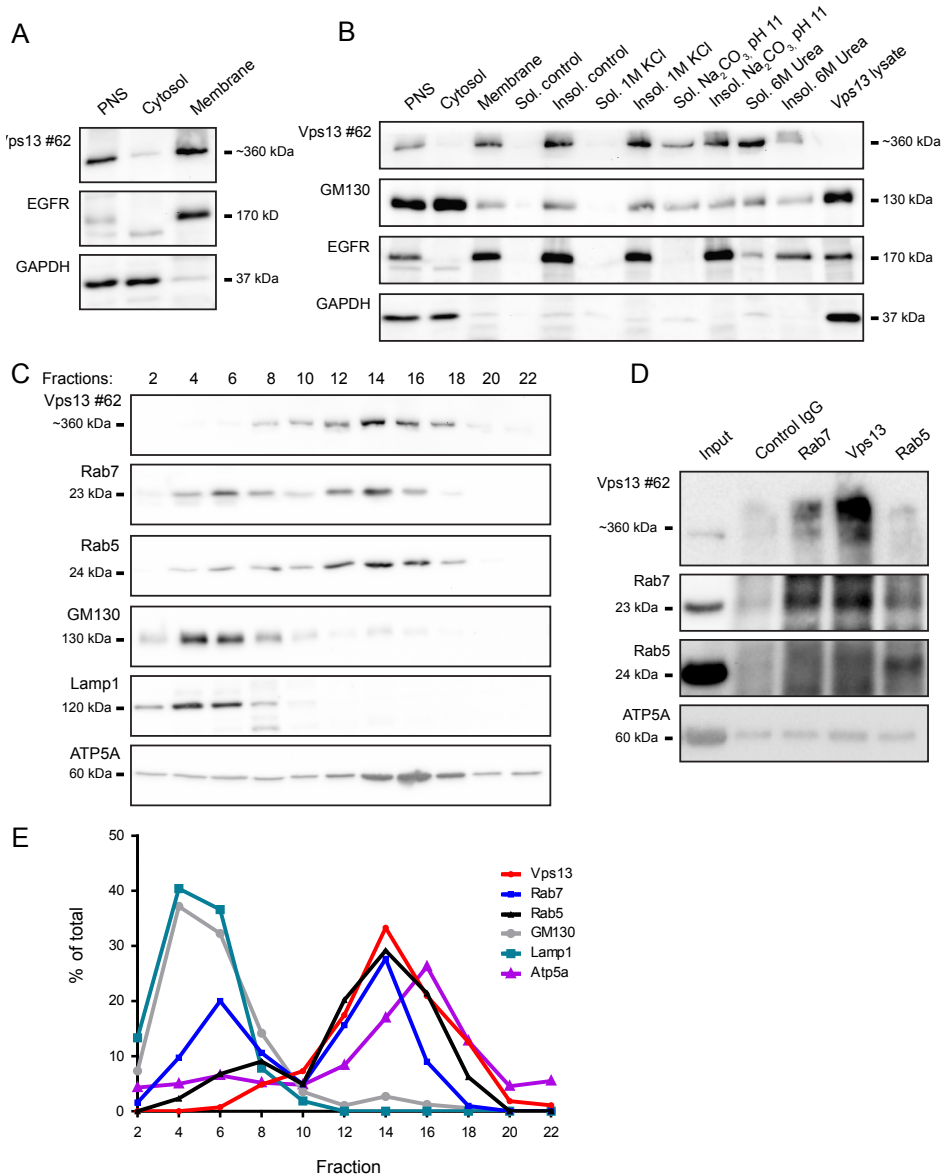 A
PNS
Cytosol
Membrane
Vps13 #62
~360 kDa
EGFR
170 kD
GAPDH
37 kDa
B
PNS
Cytosol
Membrane
Sol. control
Insol. control
Sol. 1M KCl
Insol. 1M KCl
Sol. Na2CO3, pH 11
Insol. Na2CO3, pH 11
Sol. 6M Urea
Insol. 6M Urea
Vps13 lysate
Vps13 #62
~360 kDa
GM130
130 kDa
EGFR
170 kDa
GAPDH
37 kDa
C
Fractions: 2 4 6 8 10 12 14 16 18 20 22
Vps13 #62
~360 kDa
Rab7
23 kDa
Rab5
24 kDa
GM130
130 kDa
Lamp1
120 kDa
ATP5A
60 kDa
D
Input
Control IgG
Rab7
Vps13
Rab5
Vps13 #62
~360 kDa
Rab7
23 kDa
Rab5
24 kDa
ATP5A
60 kDa
E
50
40
30
20
10
0
% of total
2 4 6 8 10 12 14 16 18 20 22
Fraction
Vps13
Rab7
Rab5
GM130
Lamp1
Atp5a